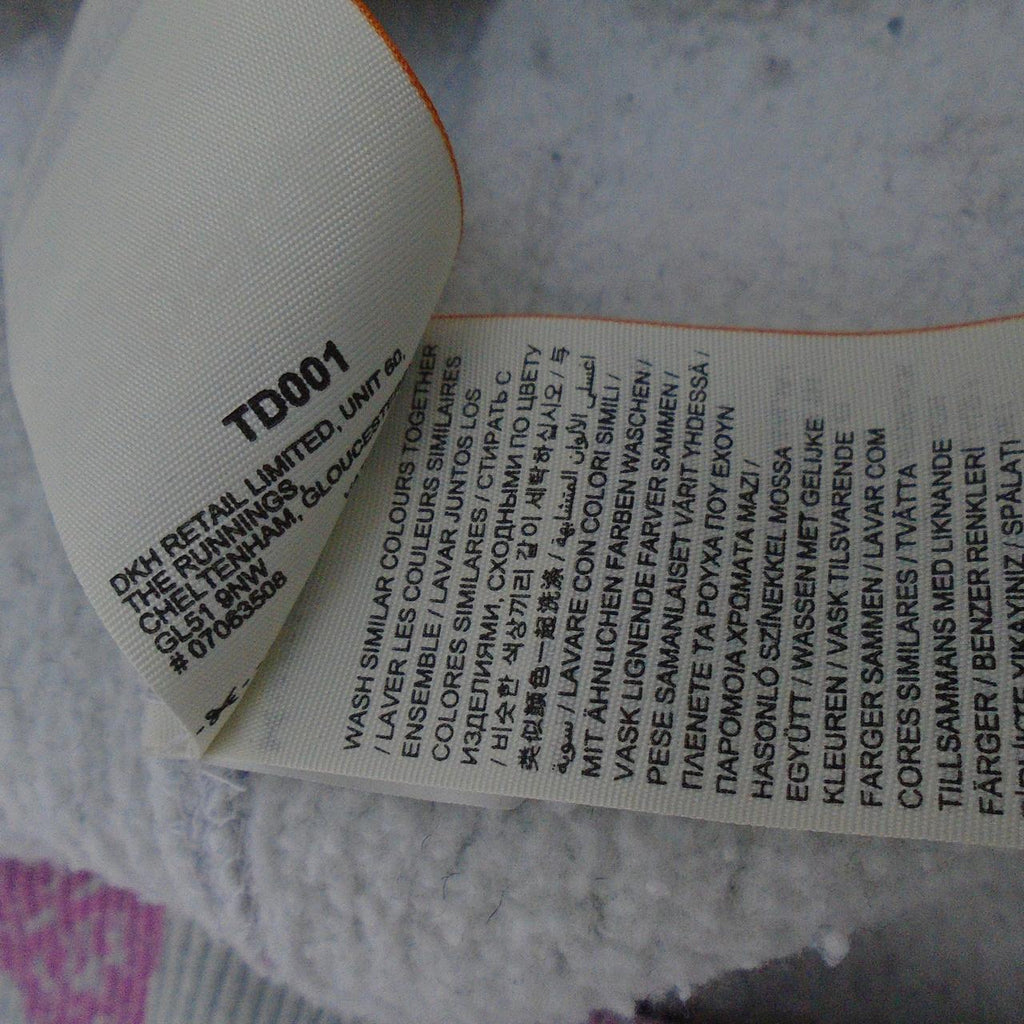 TD001
DKH RETAIL LIMITED, UNIT 60,
THE RUNNINGS,
CHELTENHAM,
GL51 9NW
# 07063508
WASH SIMILAR COLOURS TOGETHER
/ LAVER LES COULEURS SIMILAIRES
ENSEMBLE / LAVAR JUNTOS LOS
COLORES SIMILARES / СТИРАТЬ С
ИЗДЕЛИЯМИ, СХОДНЫМИ ПО ЦВЕТУ
/ 비슷한 색상끼리 같이 세탁하십시오 / 与
类似颜色一起洗涤 / اغسلي الألوان المتشابهة
سوية / LAVARE CON COLORI SIMILI /
MIT ÄHNLICHEN FARBEN WASCHEN /
VASK LIGNENDE FARVER SAMMEN /
PESE SAMANLAISET VÄRIT YHDESSÄ /
ΠΛΕΝΕΤΕ ΤΑ ΡΟΥΧΑ ΠΟΥ ΕΧΟΥΝ
ΠΑΡΟΜΟΙΑ ΧΡΩΜΑΤΑ ΜΑΖΙ /
HASONLÓ SZÍNEKKEL MOSSA
EGYÜTT / WASSEN MET GELIJKE
KLEUREN / VASK TILSVARENDE
FARGER SAMMEN / LAVAR COM
CORES SIMILARES / TVÄTTA
TILLSAMMANS MED LIKNANDE
FÄRGER / BENZER RENKLERİ
YIKAYINIZ / SPĂLAȚI